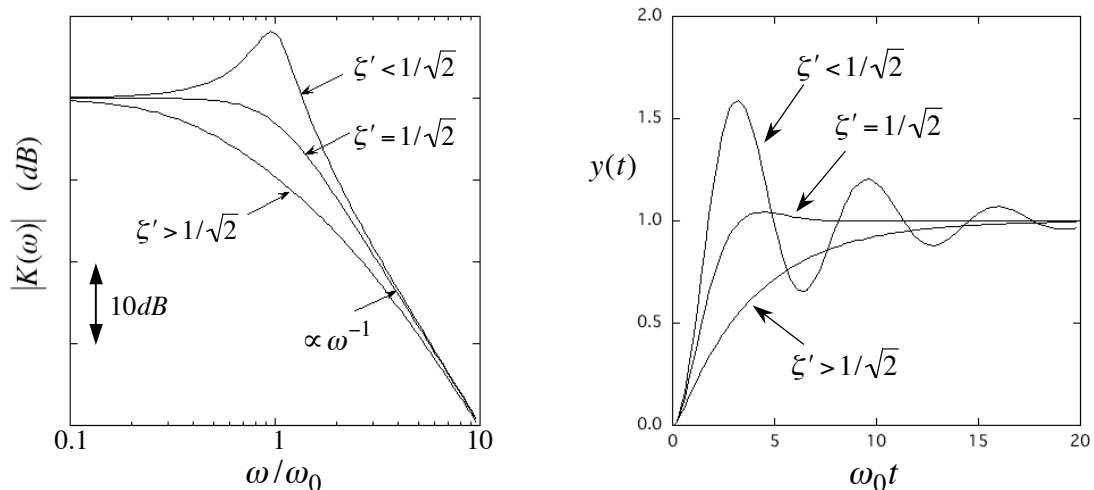 |K(ω)| (dB)
ζ′ < 1/√2
ζ′ = 1/√2
ζ′ > 1/√2
10dB
∝ ω⁻¹
0.1
1
10
ω/ω₀
y(t)
2.0
1.5
1.0
0.5
0.0
ζ′ < 1/√2
ζ′ = 1/√2
ζ′ > 1/√2
0
5
10
15
20
ω₀t